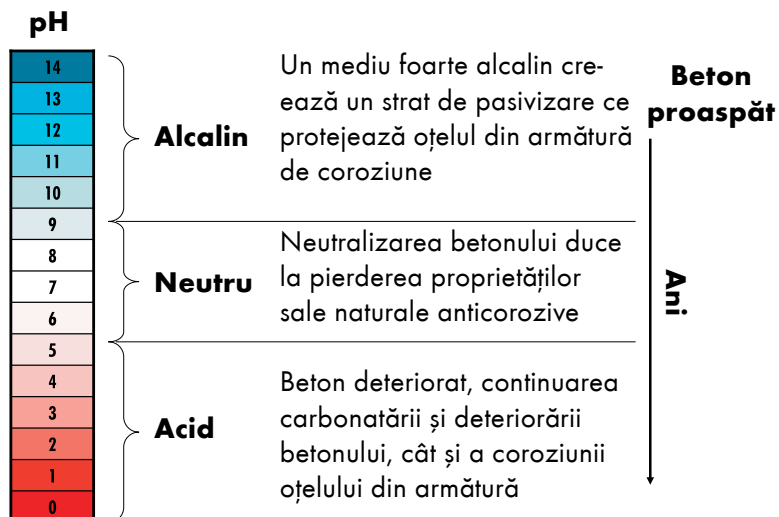 pH
14
13
12
11
10
9
8
7
6
5
4
3
2
1
0
Alcalin
Un mediu foarte alcalin cre-
ează un strat de pasivizare ce
protejează oțelul din armătură
de coroziune
Neutru
Neutralizarea betonului duce
la pierderea proprietăților
sale naturale anticorozive
Acid
Beton deteriorat, continuarea
carbonatării și deteriorării
betonului, cât și a coroziunii
oțelului din armătură
Beton
proaspăt
Ani